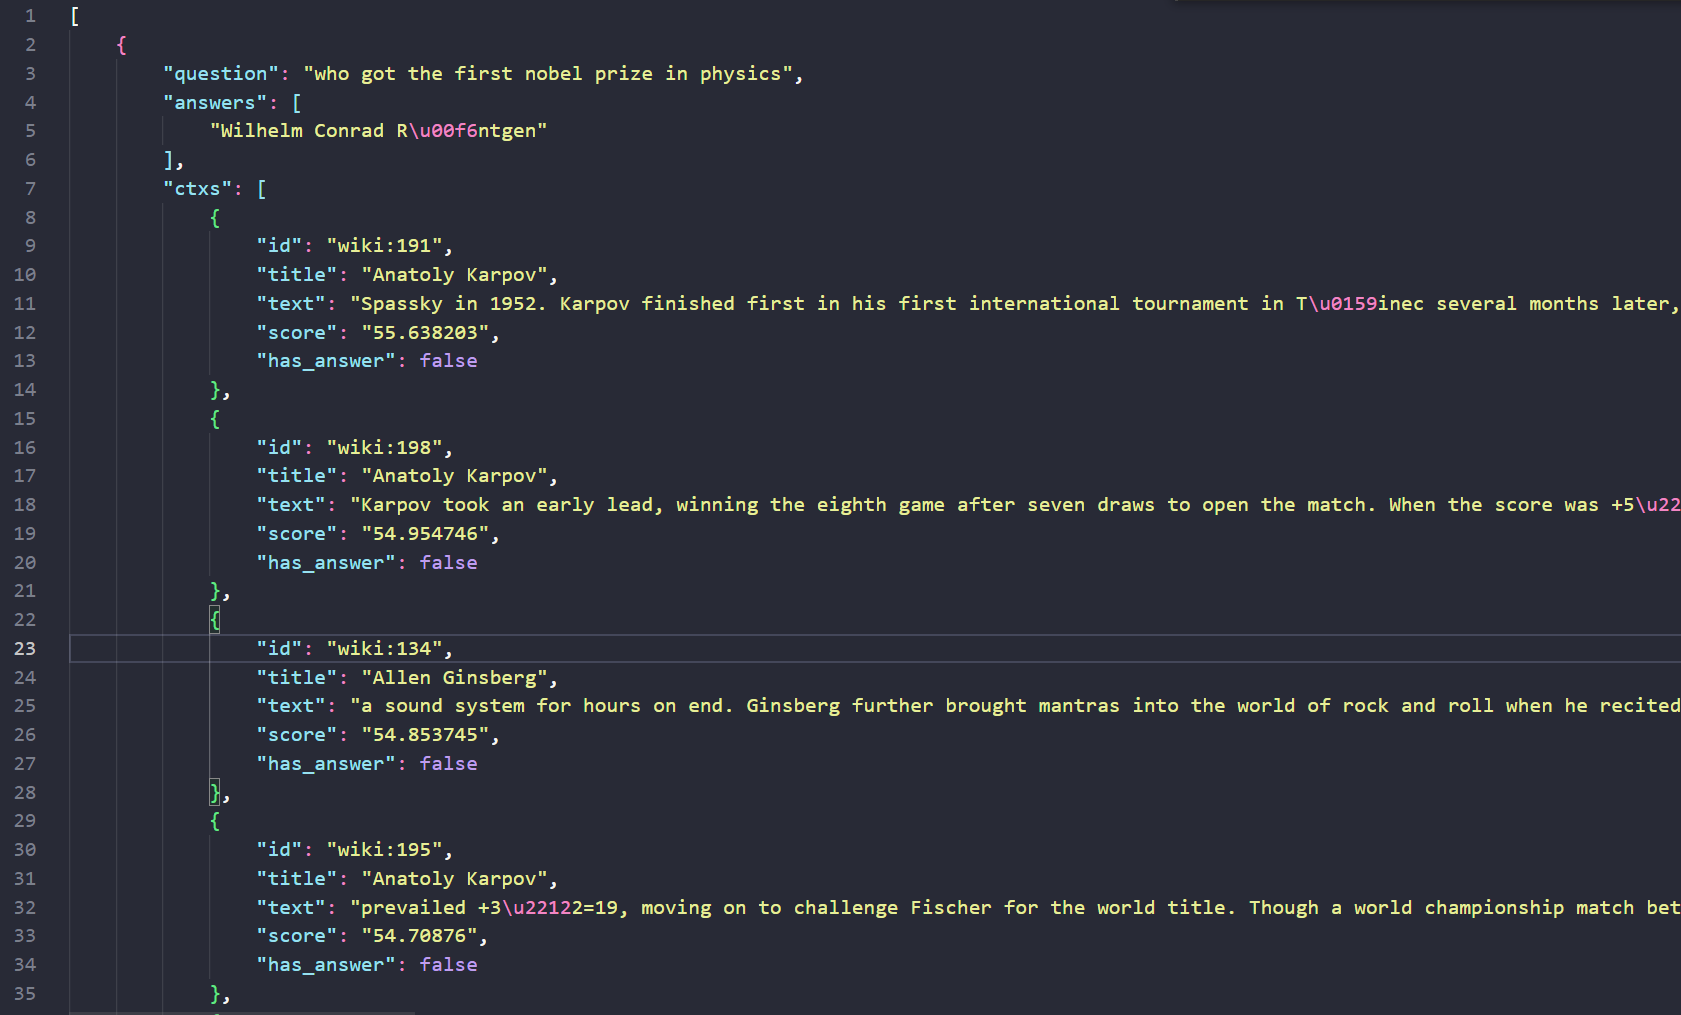 1 [
2 {
3 "question": "who got the first nobel prize in physics",
4 "answers": [
5 "Wilhelm Conrad R\u00f6ntgen"
6 ],
7 "ctxs": [
8 {
9 "id": "wiki:191",
10 "title": "Anatoly Karpov",
11 "text": "Spassky in 1952. Karpov finished first in his first international tournament in T\u0159inec several months later,
12 "score": "55.638203",
13 "has_answer": false
14 },
15 {
16 "id": "wiki:198",
17 "title": "Anatoly Karpov",
18 "text": "Karpov took an early lead, winning the eighth game after seven draws to open the match. When the score was +5\u22
19 "score": "54.954746",
20 "has_answer": false
21 },
22 {
23 "id": "wiki:134",
24 "title": "Allen Ginsberg",
25 "text": "a sound system for hours on end. Ginsberg further brought mantras into the world of rock and roll when he recited
26 "score": "54.853745",
27 "has_answer": false
28 },
29 {
30 "id": "wiki:195",
31 "title": "Anatoly Karpov",
32 "text": "prevailed +3\u22122=19, moving on to challenge Fischer for the world title. Though a world championship match bet
33 "score": "54.70876",
34 "has_answer": false
35 },